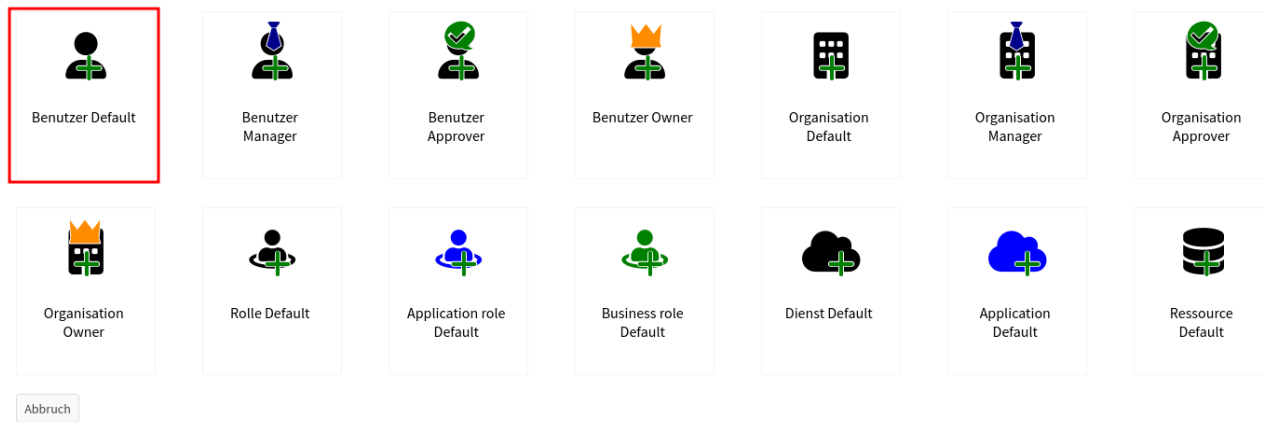 Benutzer Default
Benutzer
Manager
Benutzer
Approver
Benutzer Owner
Organisation
Default
Organisation
Manager
Organisation
Approver
Organisation
Owner
Rolle Default
Application role
Default
Business role
Default
Dienst Default
Application
Default
Ressource
Default
Abbruch